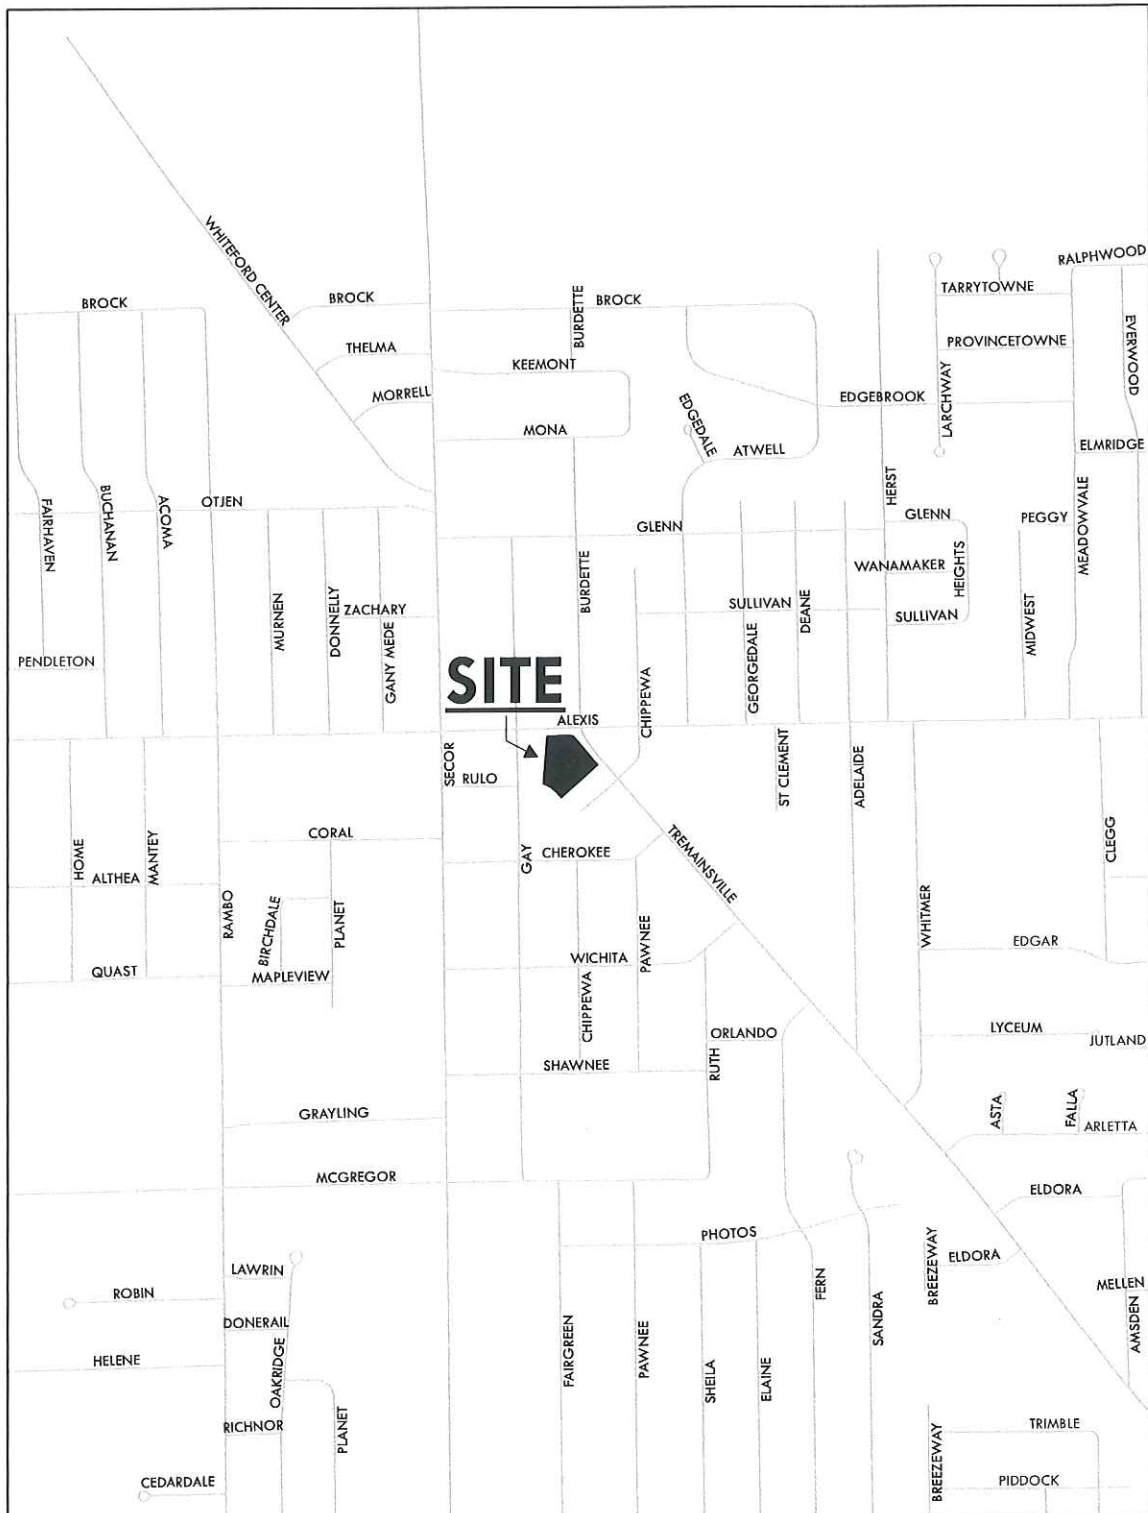 WHITEFORD CENTER
BROCK
BROCK
BURDETTE
BROCK
RALPHWOOD
TARRYTOWNE
EVERWOOD
THELMA
KEEMONT
PROVINCETOWNE
LARCHWAY
MORRELL
EDGEBROOK
MONA
EDGEDALE
ATWELL
ELMRIDGE
FAIRHAVEN
BUCHANAN
ACOMA
OTJEN
GLENN
HERST
GLENN
PEGGY
MEADOWVALE
MURNEN
DONNELLY
ZACHARY
GANY MEDE
BURDETTE
SULLIVAN
GEORGEDALE
DEANE
WANAMAKER
HEIGHTS
SULLIVAN
MIDWEST
PENDLETON
SITE
CHIPPEWA
ALEXIS
SECOR
RULO
ST CLEMENT
ADELAIDE
HOME
MANTEY
CORAL
GAY
CHEROKEE
TREMAINSVILLE
CLEGG
ALTHEA
RAMBO
BIRCHDALE
PLANET
WHITMER
QUAST
MAPLEVIEW
WICHITA
PAWNEE
EDGAR
CHIPPEWA
ORLANDO
LYCEUM
JUTLAND
SHAWNEE
RUTH
GRAYLING
ASTA
FALLA
ARLETTA
MCGREGOR
ELDORA
PHOTOS
BREEZEWAY
ELDORA
LAWRIN
ROBIN
FERN
SANDRA
MELLEN
AMSDEN
DONERAIL
HELENE
OAKRIDGE
FAIRGREEN
PAWNEE
SHEILA
ELAINE
RICHNOR
PLANET
BREEZEWAY
TRIMBLE
CEDARDALE
PIDDOCK